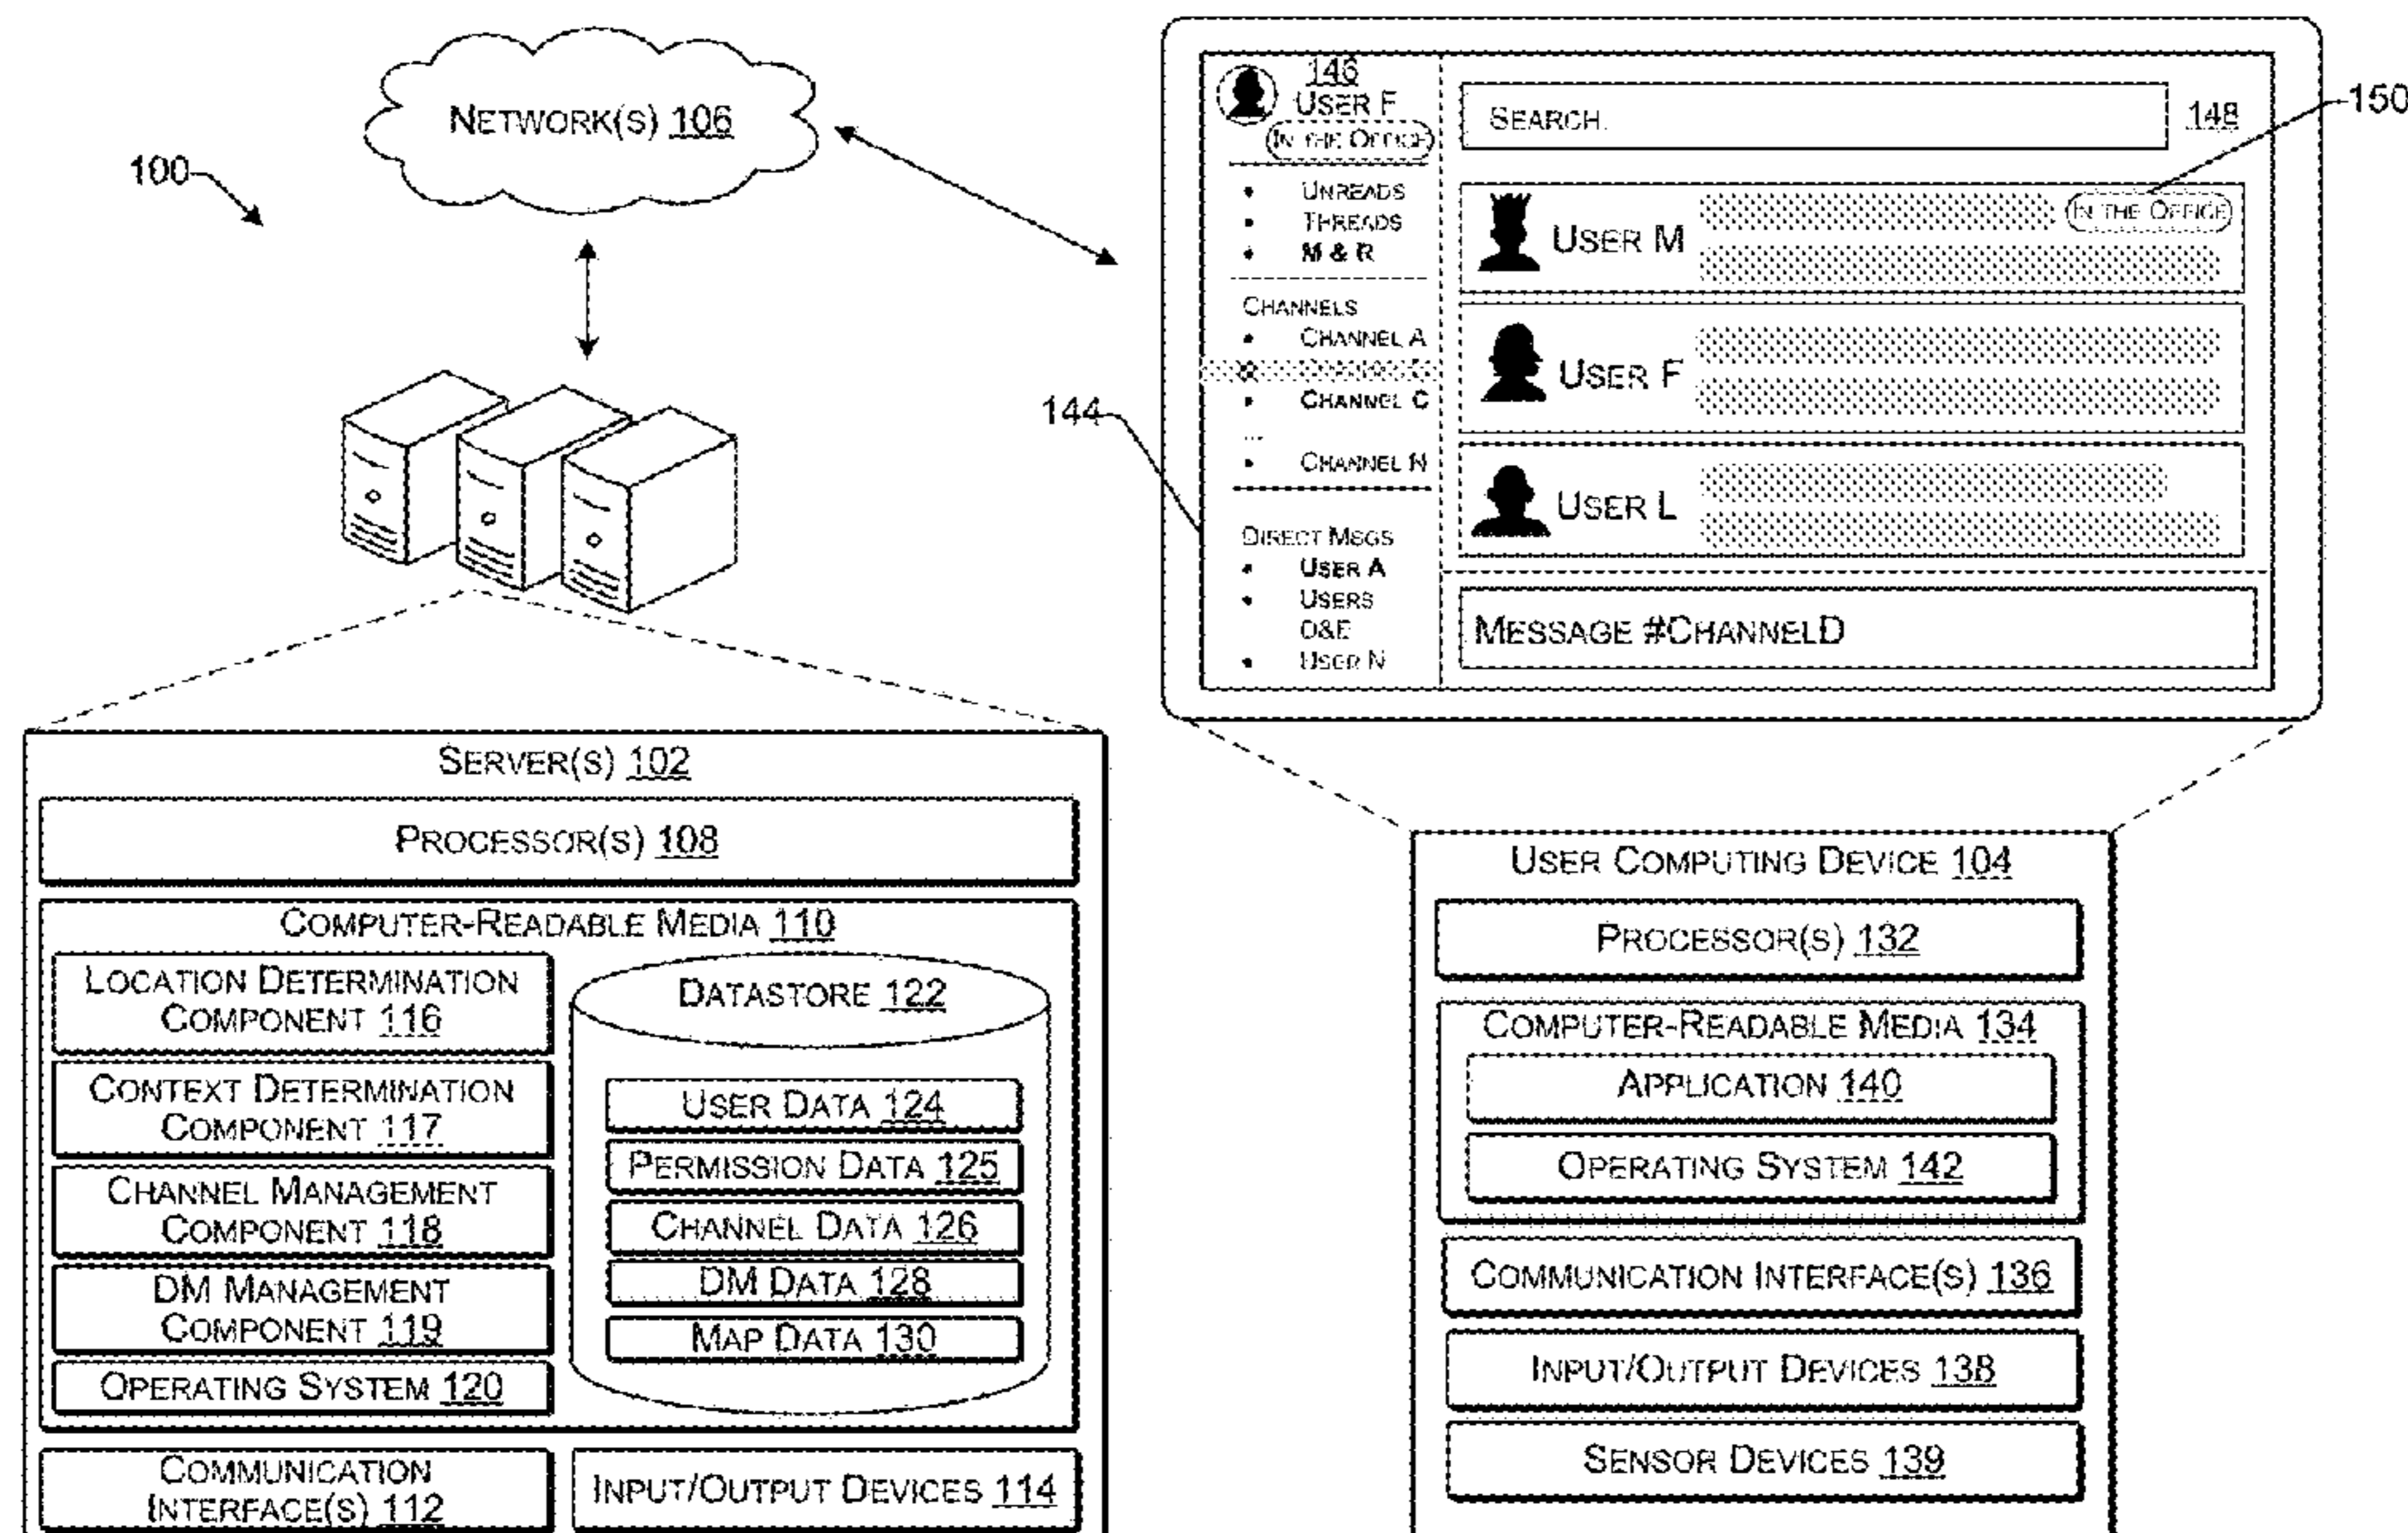 NETWORK(S) 106
100
146
USER F
IN THE OFFICE
UNREADS
THREADS
M & R
CHANNELS
CHANNEL A
CHANNEL C
...
CHANNEL N
DIRECT MSGS
USER A
USERS
D&E
USER N
144
SEARCH
148
150
USER M
IN THE OFFICE
USER F
USER L
MESSAGE #CHANNELD
SERVER(S) 102
PROCESSOR(S) 108
COMPUTER-READABLE MEDIA 110
LOCATION DETERMINATION
COMPONENT 116
CONTEXT DETERMINATION
COMPONENT 117
CHANNEL MANAGEMENT
COMPONENT 118
DM MANAGEMENT
COMPONENT 119
OPERATING SYSTEM 120
DATASTORE 122
USER DATA 124
PERMISSION DATA 125
CHANNEL DATA 126
DM DATA 128
MAP DATA 130
COMMUNICATION
INTERFACE(S) 112
INPUT/OUTPUT DEVICES 114
USER COMPUTING DEVICE 104
PROCESSOR(S) 132
COMPUTER-READABLE MEDIA 134
APPLICATION 140
OPERATING SYSTEM 142
COMMUNICATION INTERFACE(S) 136
INPUT/OUTPUT DEVICES 138
SENSOR DEVICES 139